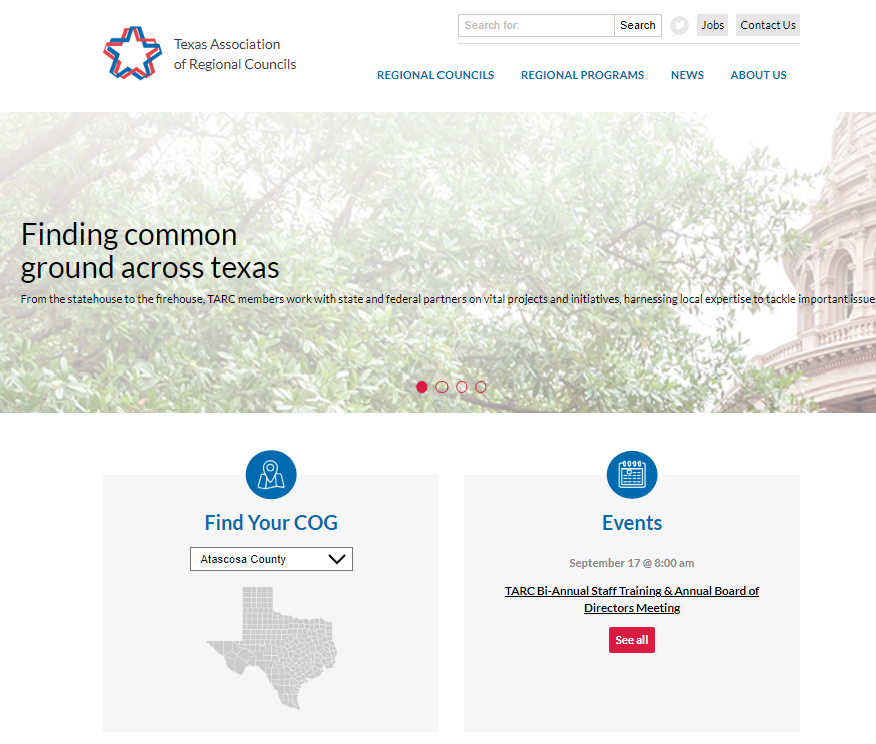 Search for:
Search
Jobs
Contact Us
Texas Association
of Regional Councils
REGIONAL COUNCILS
REGIONAL PROGRAMS
NEWS
ABOUT US
Finding common
ground across texas
From the statehouse to the firehouse, TARC members work with state and federal partners on vital projects and initiatives, harnessing local expertise to tackle important issue
Find Your COG
Atascosa County
Events
September 17 @ 8:00 am
TARC Bi-Annual Staff Training & Annual Board of
Directors Meeting
See all